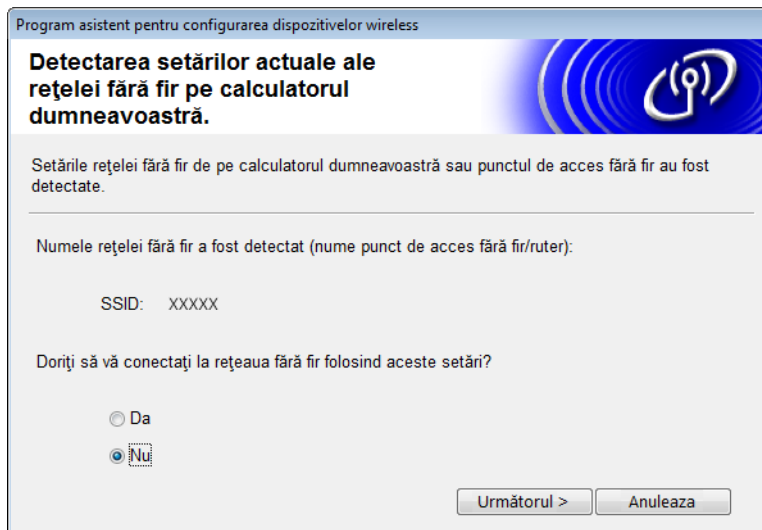 Program asistent pentru configurarea dispozitivelor wireless
Detectarea setărilor actuale ale
reţelei fără fir pe calculatorul
dumneavoastră.
Setările reţelei fără fir de pe calculatorul dumneavoastră sau punctul de acces fără fir au fost
detectate.
Numele reţelei fără fir a fost detectat (nume punct de acces fără fir/ruter):
SSID: XXXXX
Doriţi să vă conectaţi la reţeaua fără fir folosind aceste setări?
Da
Nu
Următorul > Anuleaza